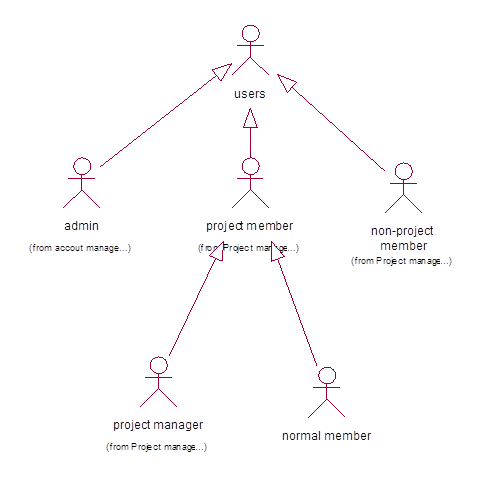 users
admin
(from accout manage...)
project member
(from Project manage...)
non-project
member
(from Project manage...)
project manager
(from Project manage...)
normal member